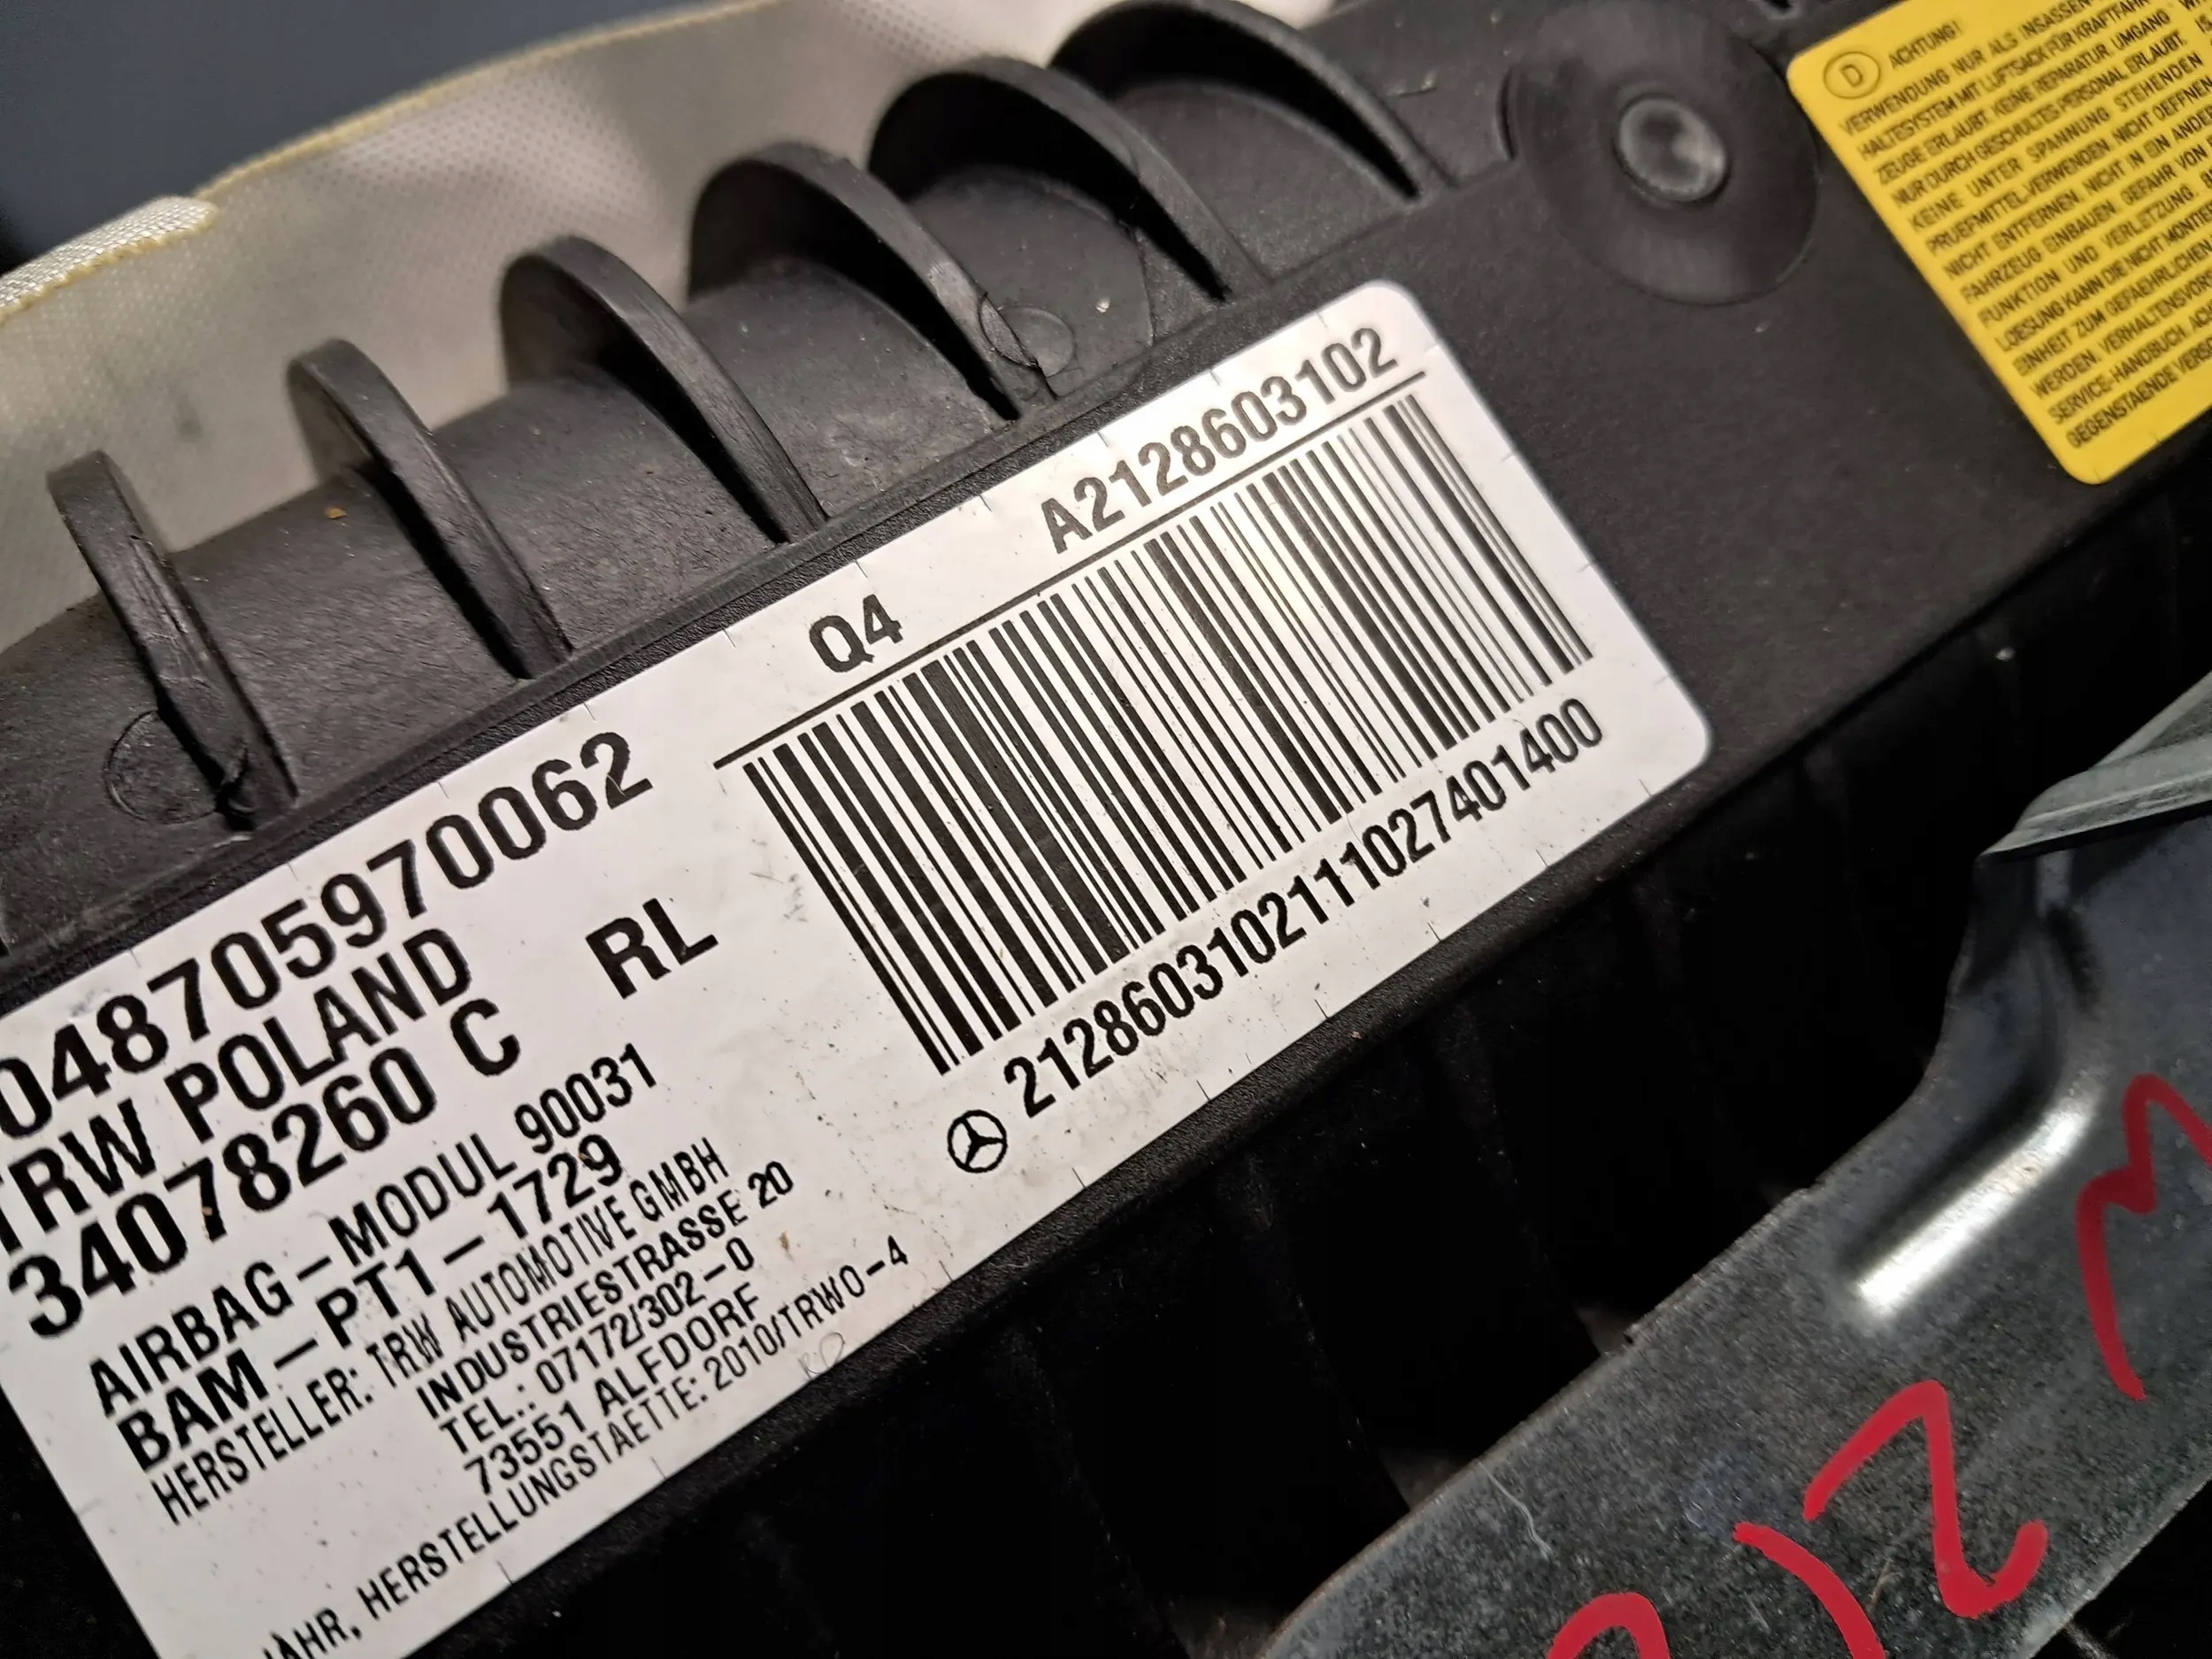 048705970062
TRW POLAND
34078260 C RL
AIRBAG-MODUL 90031
BAM-PT1-1729
HERSTELLER: TRW AUTOMOTIVE GMBH
INDUSTRIESTRASSE 20
TEL.: 07172/302-0
73551 ALFDORF
JAHR, HERSTELLUNGSTAETTE: 2010/TRW0-4
Q4 A2128603102
2128603102111027401400
D ACHTUNG!
VERWENDUNG NUR ALS INSASSEN-
HALTESYSTEM MIT LUFTSACK FÜR KRAFTFAHR-
ZEUGE ERLAUBT. KEINE REPARATUR. UMGANG
NUR DURCH GESCHULTES PERSONAL ERLAUBT.
KEINE UNTER SPANNUNG STEHENDEN
PRUEFMITTEL VERWENDEN. NICHT OEFFNEN
NICHT ENTFERNEN. NICHT IN EIN ANDER
FAHRZEUG EINBAUEN. GEFAHR VON
FUNKTION UND VERLETZUNG.
LOESUNG KANN DIE NICHT MONTI
EINHEIT ZUM GEFAEHRLICHEN
WERDEN. VERHALTENSVOR
SERVICE-HANDBUCH
GEGENSTAENDE
212 M